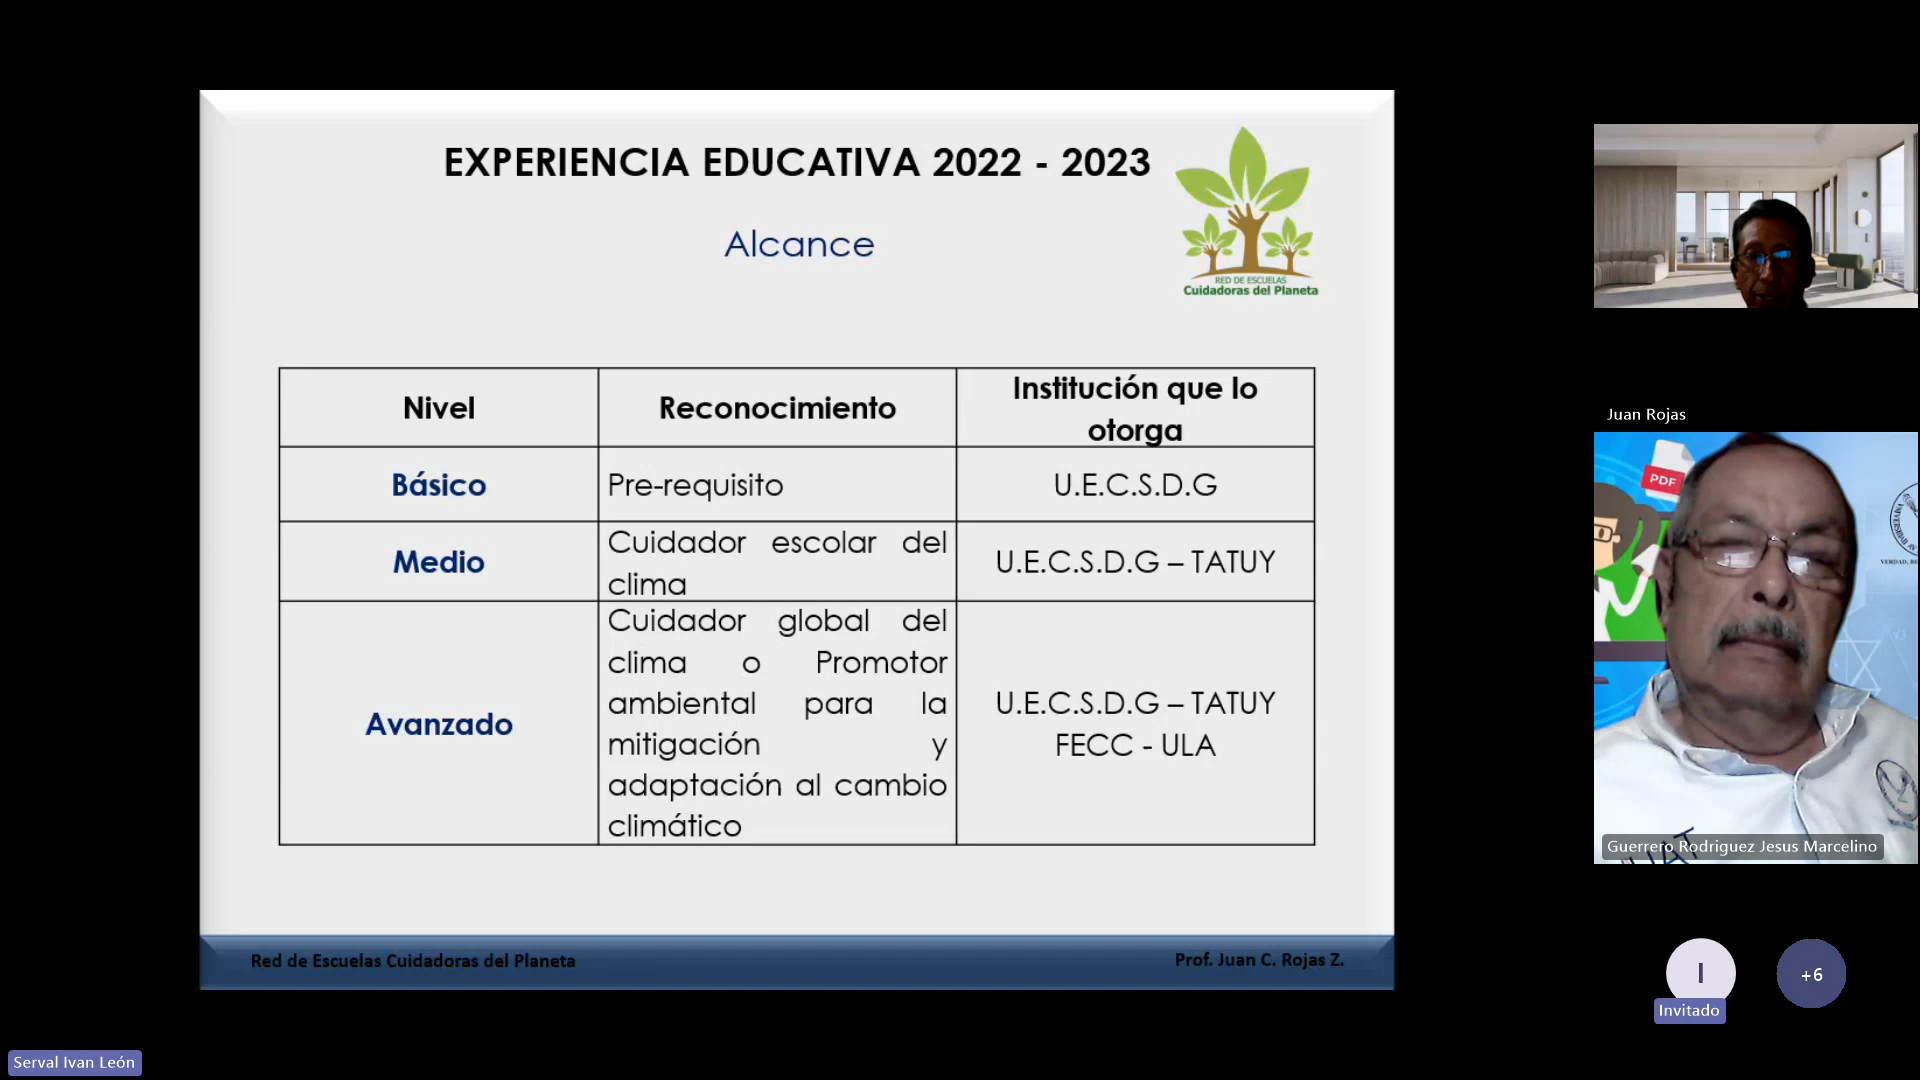 EXPERIENCIA EDUCATIVA 2022 - 2023
Alcance
RED DE ESCUELAS
Cuidadoras del Planeta
Nivel
Reconocimiento
Institución que lo
otorga
Básico
Pre-requisito
U.E.C.S.D.G
Medio
Cuidador escolar del
clima
U.E.C.S.D.G – TATUY
Avanzado
Cuidador global del
clima o Promotor
ambiental para la
mitigación y
adaptación al cambio
climático
U.E.C.S.D.G – TATUY
FECC - ULA
Red de Escuelas Cuidadoras del Planeta
Prof. Juan C. Rojas Z.
Juan Rojas
PDF
Guerrero Rodriguez Jesus Marcelino
I
Invitado
+6
Serval Ivan León